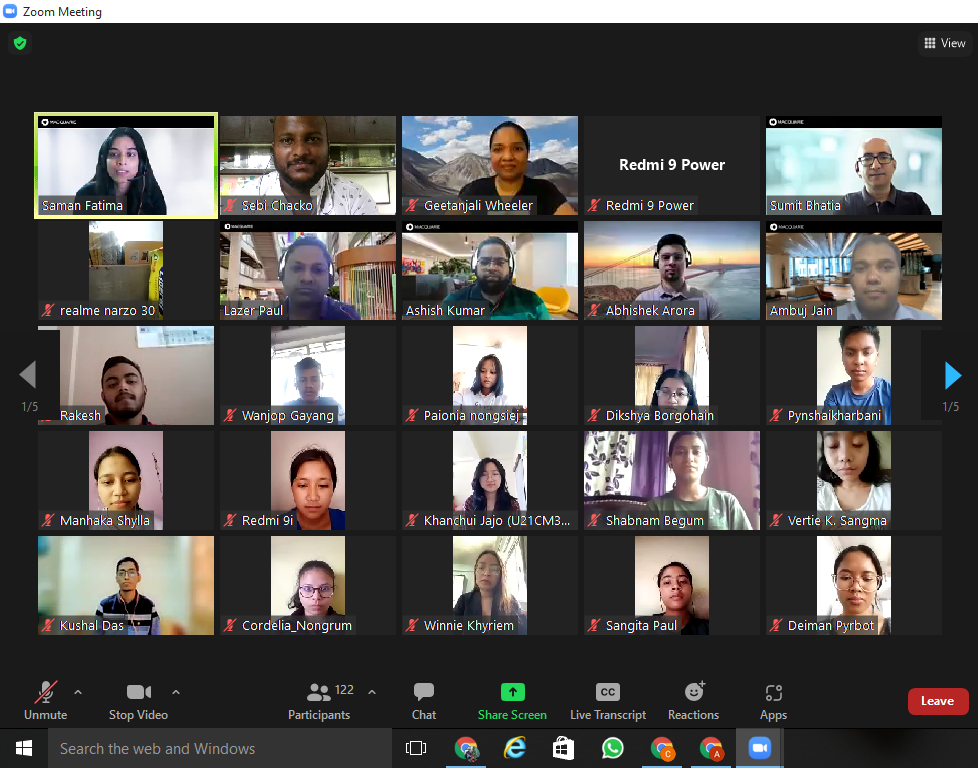 Zoom Meeting
View
MACQUARIE
Saman Fatima
Sebi Chacko
Geetanjali Wheeler
Redmi 9 Power
Redmi 9 Power
MACQUARIE
Sumit Bhatia
realme narzo 30
MACQUARIE
Lazer Paul
MACQUARIE
Ashish Kumar
Abhishek Arora
MACQUARIE
Ambuj Jain
1/5
Rakesh
Wanjop Gayang
Paionia nongsiej
Dikshya Borgohain
Pynshaikharbani
1/5
Manhaka Shylla
Redmi 9i
Khanchui Jajo (U21CM3...
Shabnam Begum
Vertie K. Sangma
Kushal Das
Cordelia_Nongrum
Winnie Khyriem
Sangita Paul
Deiman Pyrbot
Unmute
Stop Video
122
Participants
Chat
Share Screen
CC
Live Transcript
Reactions
Apps
Leave
Search the web and Windows
C
A